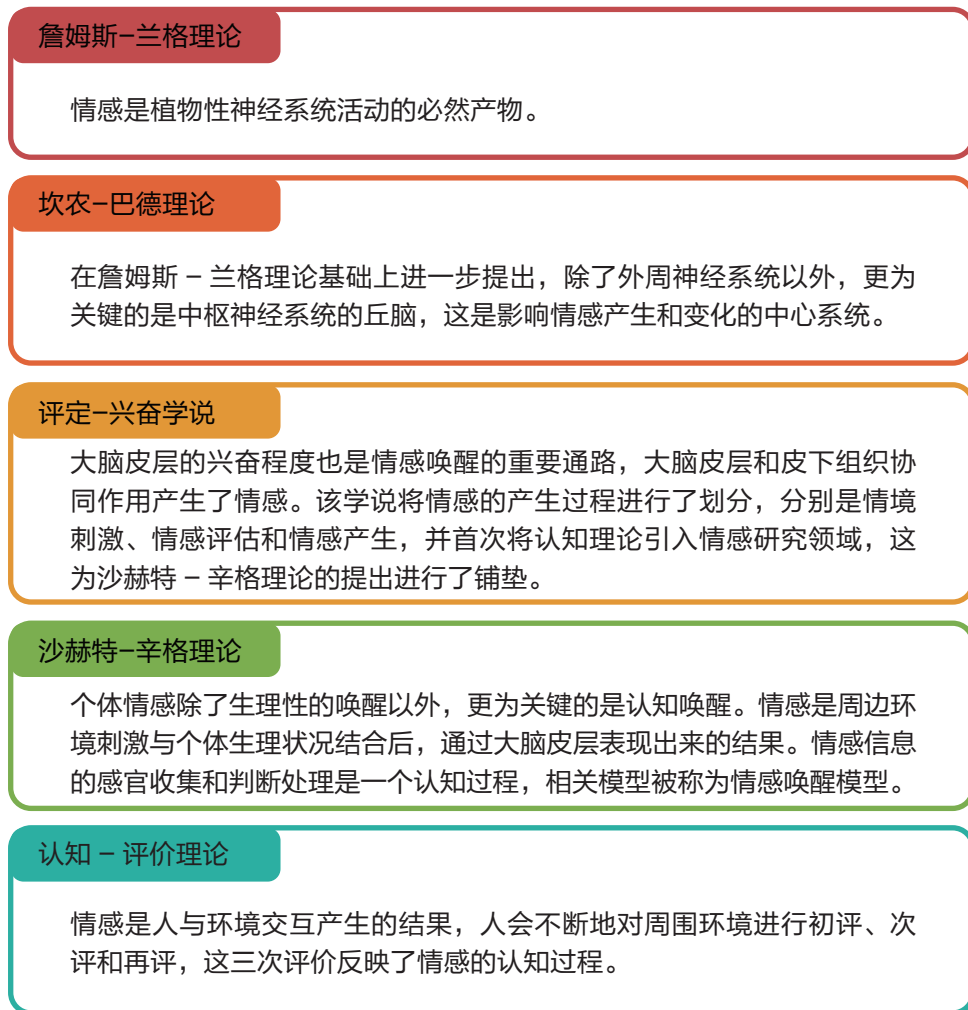 詹姆斯–兰格理论
情感是植物性神经系统活动的必然产物。
坎农–巴德理论
在詹姆斯 – 兰格理论基础上进一步提出，除了外周神经系统以外，更为
关键的是中枢神经系统的丘脑，这是影响情感产生和变化的中心系统。
评定–兴奋学说
大脑皮层的兴奋程度也是情感唤醒的重要通路，大脑皮层和皮下组织协
同作用产生了情感。该学说将情感的产生过程进行了划分，分别是情境
刺激、情感评估和情感产生，并首次将认知理论引入情感研究领域，这
为沙赫特 – 辛格理论的提出进行了铺垫。
沙赫特–辛格理论
个体情感除了生理性的唤醒以外，更为关键的是认知唤醒。情感是周边环
境刺激与个体生理状况结合后，通过大脑皮层表现出来的结果。情感信息
的感官收集和判断处理是一个认知过程，相关模型被称为情感唤醒模型。
认知 – 评价理论
情感是人与环境交互产生的结果，人会不断地对周围环境进行初评、次
评和再评，这三次评价反映了情感的认知过程。